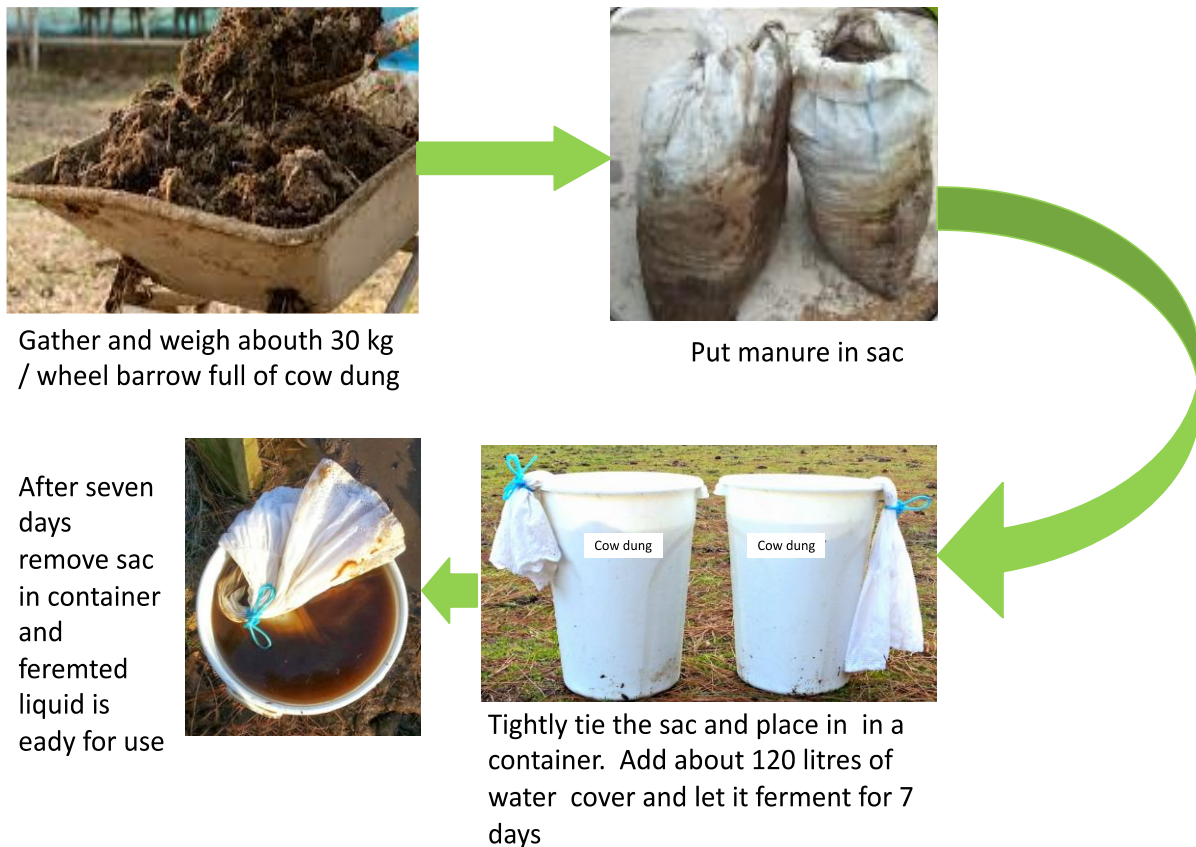 Gather and weigh abouth 30 kg
/ wheel barrow full of cow dung
Put manure in sac
Cow dung
Cow dung
Tightly tie the sac and place in in a
container. Add about 120 litres of
water cover and let it ferment for 7
days
After seven
days
remove sac
in container
and
feremted
liquid is
eady for use